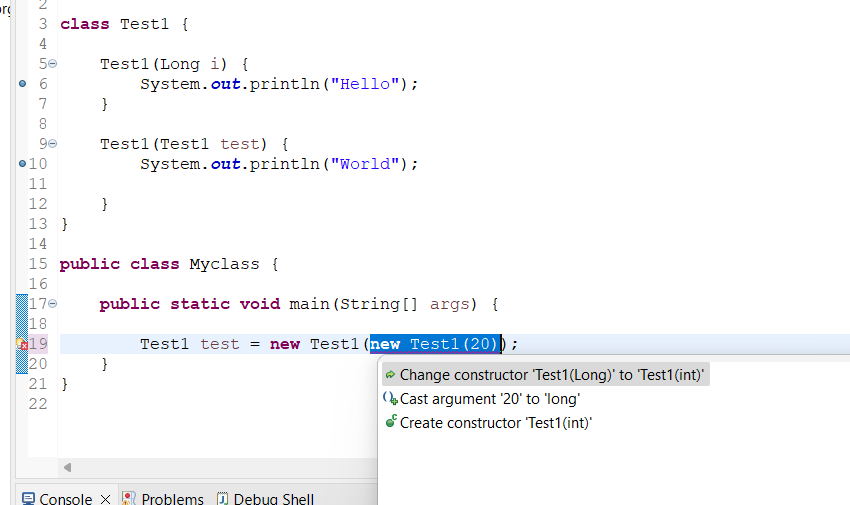 org
2
3 class Test1 {
4
5 Test1(Long i) {
6 System.out.println("Hello");
7 }
8
9 Test1(Test1 test) {
10 System.out.println("World");
11
12 }
13 }
14
15 public class Myclass {
16
17 public static void main(String[] args) {
18
19 Test1 test = new Test1(new Test1(20));
20 }
21 }
22
Change constructor 'Test1(Long)' to 'Test1(int)'
Cast argument '20' to 'long'
Create constructor 'Test1(int)'
Console Problems Debug Shell